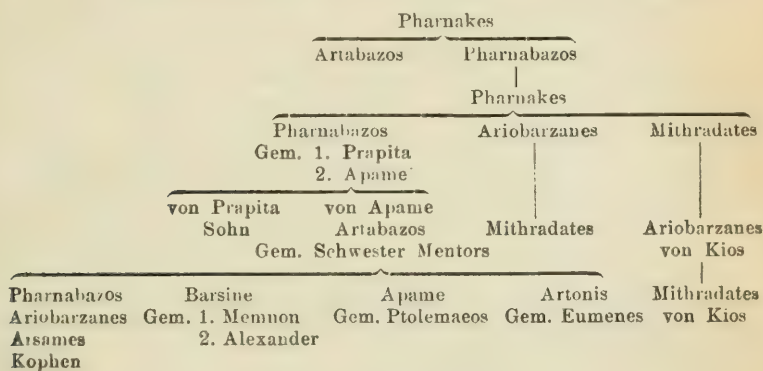 Pharnakes
Artabazos Pharnabazos
Pharnakes
Pharnabazos Ariobarzanes Mithradates
Gem. 1. Prapita
2. Apame
von Prapita von Apame
Sohn Artabazos Mithradates Ariobarzanes
Gem. Schwester Mentors von Kios
Pharnabazos Barsine Apame Artonis Mithradates
Ariobarzanes Gem. 1. Memnon Gem. Ptolemaeos Gem. Eumenes von Kios
Arsames 2. Alexander
Kophen